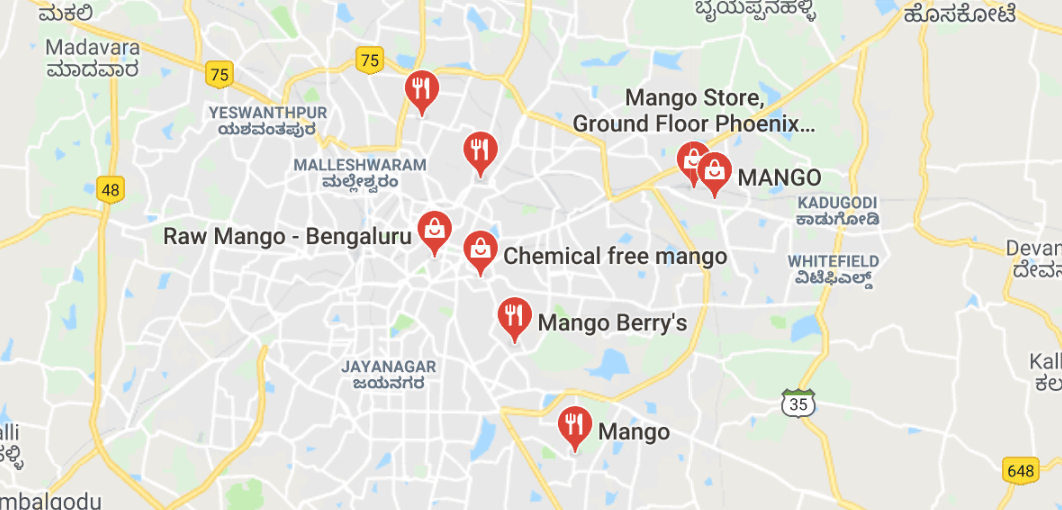 ಮಕಲಿ
ಬೈಯಪ್ಪನಹಳ್ಳಿ
ಹೊಸಕೋಟೆ
Madavara
ಮಾದವಾರ
75
75
YESWANTHPUR
ಯಶವಂತಪುರ
Mango Store,
Ground Floor Phoenix...
MALLESHWARAM
ಮಲ್ಲೇಶ್ವರಂ
MANGO
48
KADUGODI
ಕಾಡುಗೋಡಿ
Raw Mango - Bengaluru
Chemical free mango
Devan
ದೇವನ
WHITEFIELD
ವಿಟೆಫಿಎಲ್ಡ್
Mango Berry's
JAYANAGAR
ಜಯನಗರ
Kall
ಕಲ
35
Mango
alli
ಹಳ್ಳಿ
648
mbalgodu